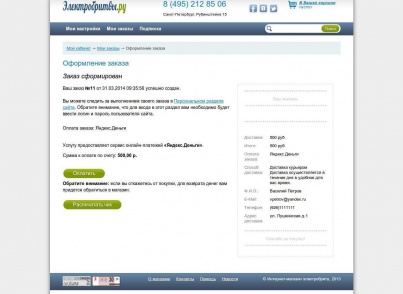 Электробритвы.ру
8 (495) 212 85 06
Санкт-Петербург, Рубинштейна 15
В Вашей корзине
Мои настройки Мои заказы Подписка
Поиск
Мой кабинет → Мои заказы → Оформление заказа
Оформление заказа
Заказ сформирован
Ваш заказ №11 от 31.03.2014 09:35:58 успешно создан.
Вы можете следить за выполнением своего заказа в Персональном разделе
сайта. Обратите внимание, что для входа в этот раздел вам необходимо будет
ввести логин и пароль пользователя сайта.
Оплата заказа: Яндекс.Деньги
Услугу предоставляет сервис онлайн-платежей «Яндекс.Деньги».
Сумма к оплате по счету: 500,00 р.
Оплатить
Обратите внимание: если вы откажетесь от покупки, для возврата денег вам
придется обратиться в магазин.
Распечатать чек
Доставка: 500 руб.
Итого: 500 руб.
Оплата заказа: Яндекс.Деньги
Способ доставки: Доставка курьером
Доставка осуществляется в
течение дня в удобное для
вас время.
Ф.И.О.: Василий Петров
E-Mail: vpetrov@yandex.ru
Телефон: (926)1111111
Адрес доставки: ул. Пушкинская д.1
Спасибо за покупку!
О магазине Контакты Помощь Новости
© Интернет-магазин электробритв, 2013